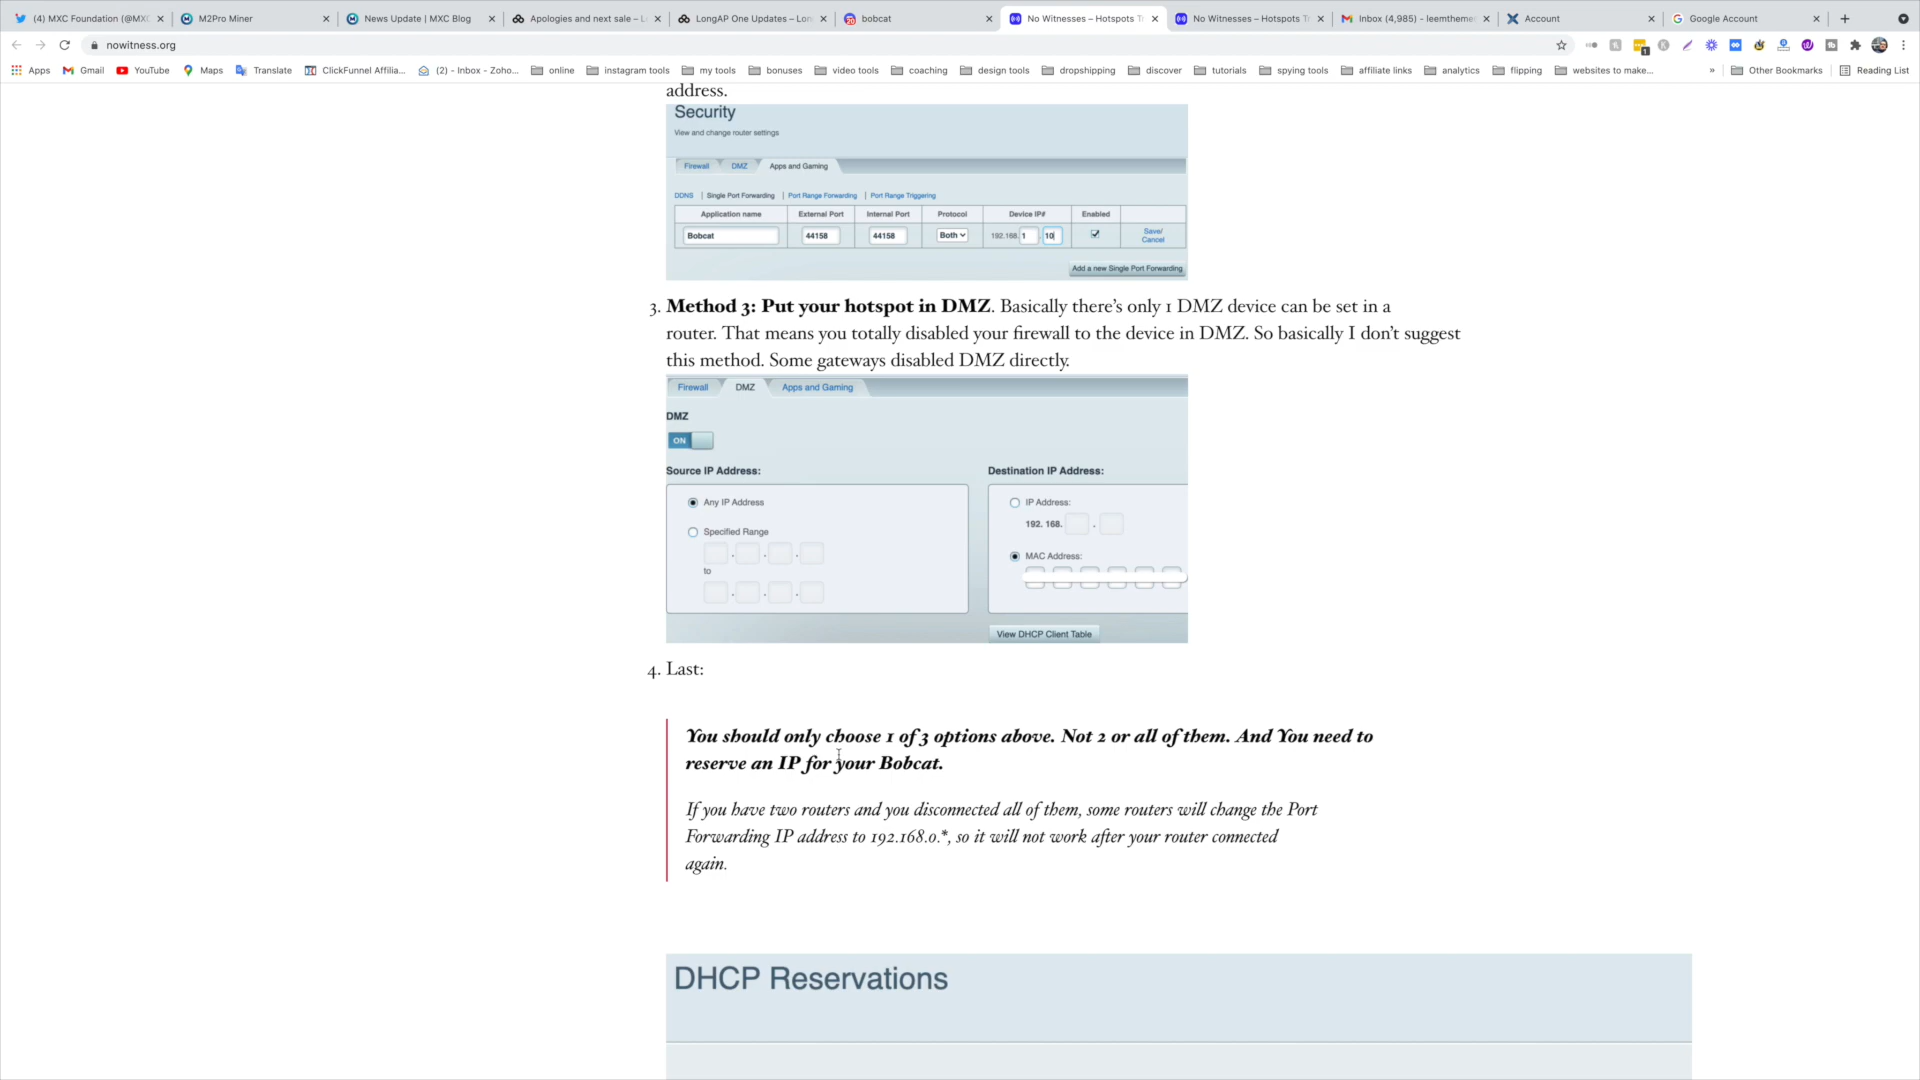 (4) MXC Foundation (@MXC
M2Pro Miner
News Update | MXC Blog
Apologies and next sale – L
LongAP One Updates – Lon
bobcat
No Witnesses – Hotspots T
No Witnesses – Hotspots T
Inbox (4,985) - leemtheme
Account
Google Account
nowitness.org
Apps
Gmail
YouTube
Maps
Translate
ClickFunnel Affilia...
(2) - Inbox - Zoho...
online
instagram tools
my tools
bonuses
video tools
coaching
design tools
dropshipping
discover
tutorials
spying tools
affiliate links
analytics
flipping
websites to make...
»
Other Bookmarks
Reading List
address.
Security
View and change router settings
Firewall DMZ Apps and Gaming
DDNS | Single Port Forwarding | Port Range Forwarding | Port Range Triggering
Application name External Port Internal Port Protocol Device IP# Enabled
Bobcat 44158 44158 Both 192.168. 1 10 Save/
Cancel
Add a new Single Port Forwarding
3. Method 3: Put your hotspot in DMZ. Basically there's only 1 DMZ device can be set in a
router. That means you totally disabled your firewall to the device in DMZ. So basically I don't suggest
this method. Some gateways disabled DMZ directly.
Firewall DMZ Apps and Gaming
DMZ
ON
Source IP Address: Destination IP Address:
Any IP Address IP Address:
192. 168. .
Specified Range
MAC Address:
. . .
to
. . .
View DHCP Client Table
4. Last:
You should only choose 1 of 3 options above. Not 2 or all of them. And You need to
reserve an IP for your Bobcat.
If you have two routers and you disconnected all of them, some routers will change the Port
Forwarding IP address to 192.168.0.*, so it will not work after your router connected
again.
DHCP Reservations